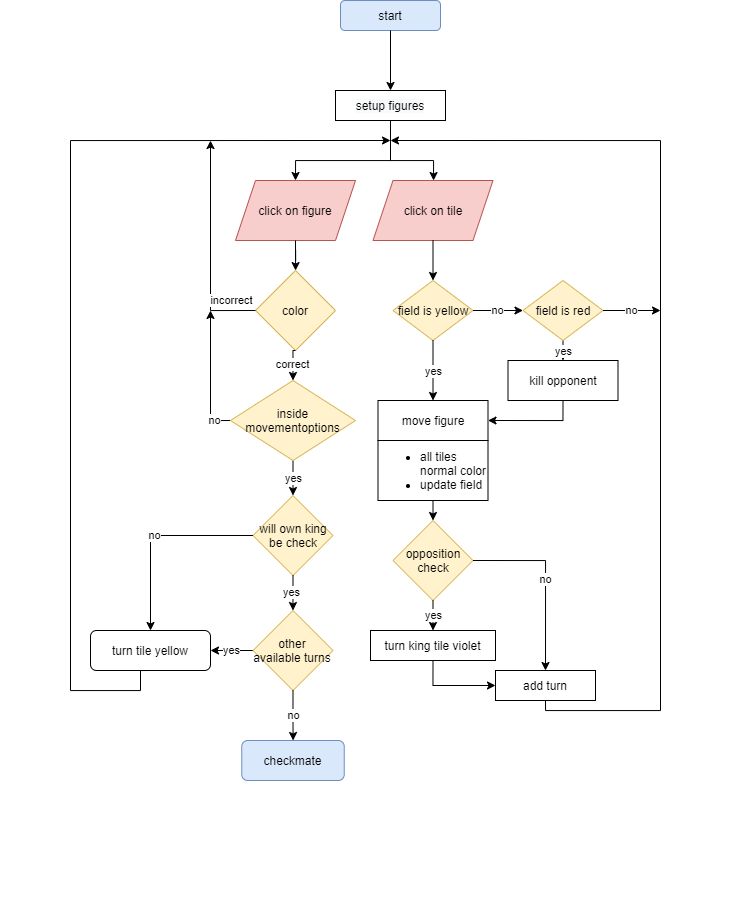 start
setup figures
click on figure
click on tile
incorrect
color
field is yellow
no
field is red
no
correct
yes
yes
kill opponent
inside
movementoptions
no
move figure
• all tiles
normal color
• update field
yes
will own king
be check
no
opposition
check
no
yes
yes
turn tile yellow
yes
other
available turns
turn king tile violet
add turn
no
checkmate